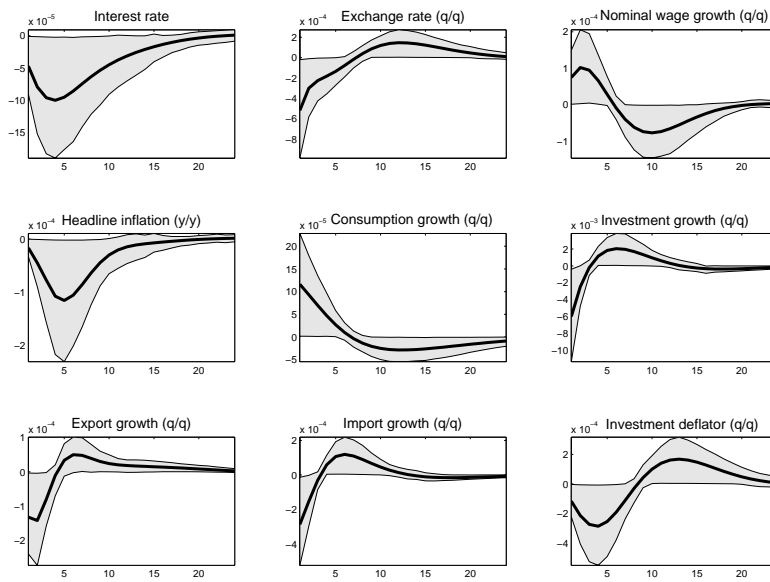 Interest rate
x 10⁻⁵
0
−5
−10
−15
5 10 15 20
Exchange rate (q/q)
x 10⁻⁴
2
0
−2
−4
−6
−8
5 10 15 20
Nominal wage growth (q/q)
x 10⁻⁴
2
1
0
−1
5 10 15 20
Headline inflation (y/y)
x 10⁻⁴
0
−1
−2
5 10 15 20
Consumption growth (q/q)
x 10⁻⁵
20
15
10
5
0
−5
5 10 15 20
Investment growth (q/q)
x 10⁻³
2
0
−2
−4
−6
−8
−10
5 10 15 20
Export growth (q/q)
x 10⁻⁴
1
0
−1
−2
5 10 15 20
Import growth (q/q)
x 10⁻⁴
2
0
−2
−4
5 10 15 20
Investment deflator (q/q)
x 10⁻⁴
2
0
−2
−4
5 10 15 20